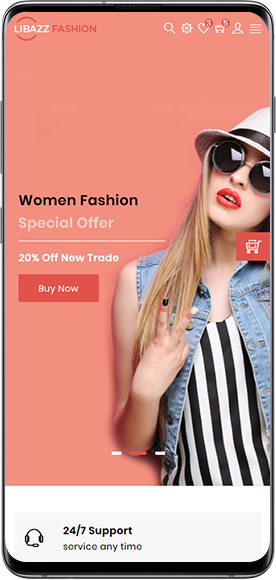 LIBAZZ FASHION
3
5
Women Fashion
Special Offer
20% Off New Trade
Buy Now
24/7 Support
service any time